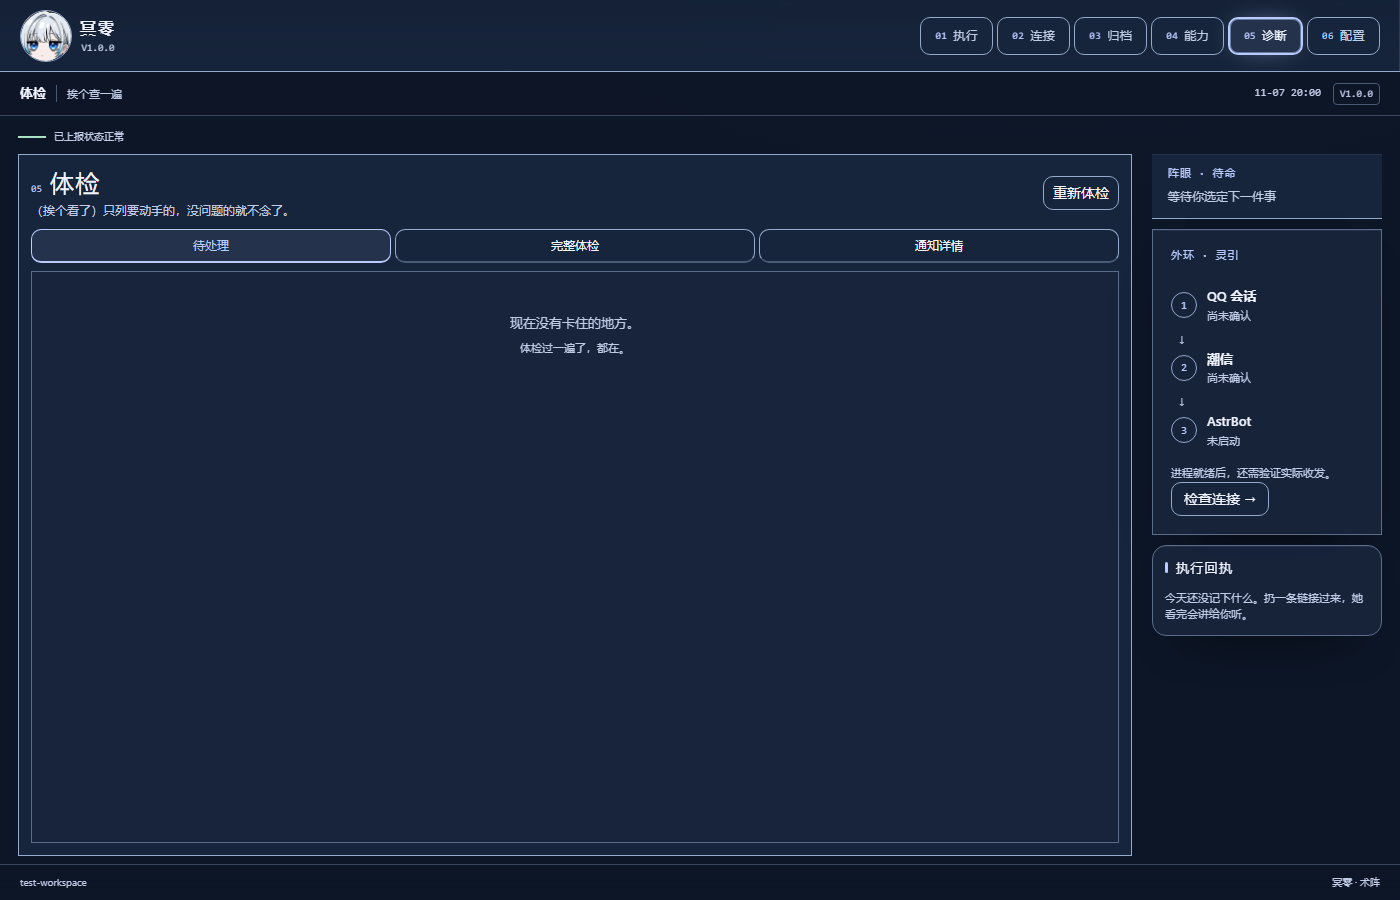 冥零
V1.0.0
01 执行
02 连接
03 归档
04 能力
05 诊断
06 配置
体检
挨个查一遍
11-07 20:00
V1.0.0
已上报状态正常
05 体检
（挨个看了）只列要动手的，没问题的就不念了。
重新体检
待处理
完整体检
通知详情
现在没有卡住的地方。
体检过一遍了，都在。
阵眼 · 待命
等待你选定下一件事
外环 · 灵引
1
QQ 会话
尚未确认
↓
2
潮信
尚未确认
↓
3
AstrBot
未启动
进程就绪后，还需验证实际收发。
检查连接 →
执行回执
今天还没记下什么。扔一条链接过来，她
看完会讲给你听。
test-workspace
冥零 · 术阵